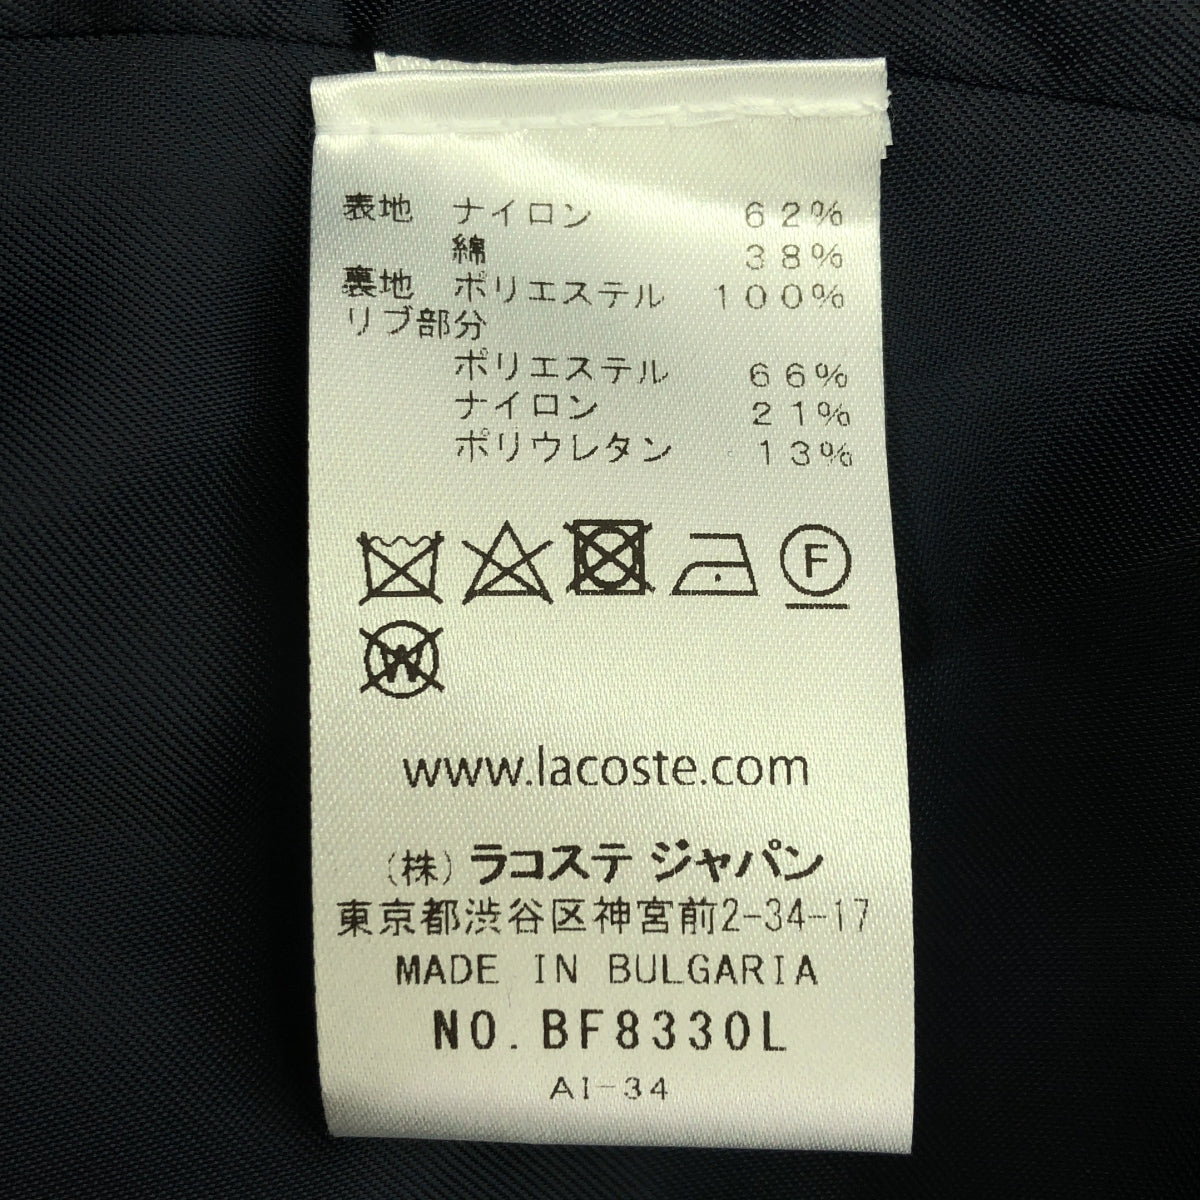 表地 ナイロン 62%
綿 38%
裏地 ポリエステル 100%
リブ部分
ポリエステル 66%
ナイロン 21%
ポリウレタン 13%
F
W
www.lacoste.com
(株) ラコステ ジャパン
東京都渋谷区神宮前2-34-17
MADE IN BULGARIA
NO. BF8330L
AI-34